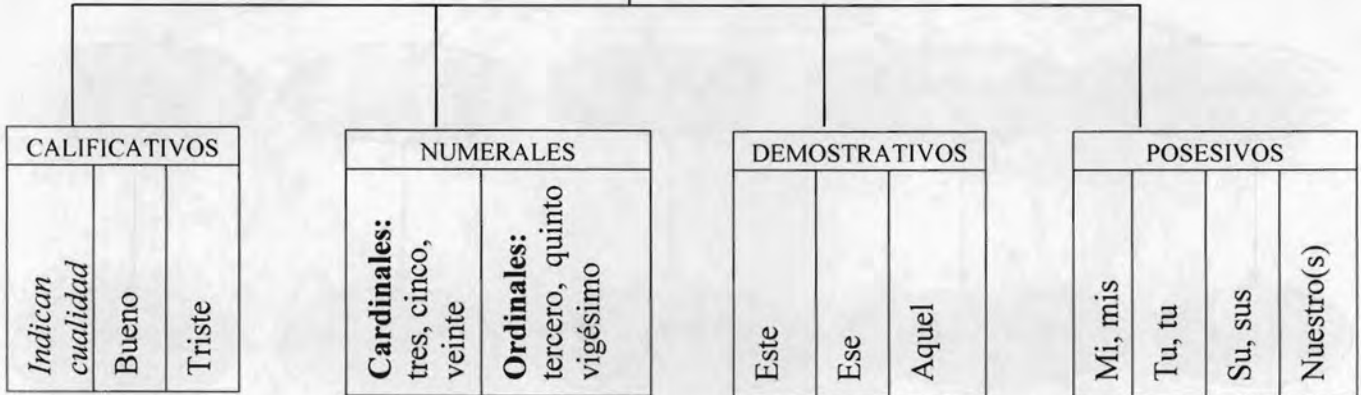 CALIFICATIVOS
Indican
cualidad
Bueno
Triste
NUMERALES
Cardinales:
tres, cinco,
veinte
Ordinales:
tercero, quinto
vigésimo
DEMOSTRATIVOS
Este
Ese
Aquel
POSESIVOS
Mi, mis
Tu, tu
Su, sus
Nuestro(s)